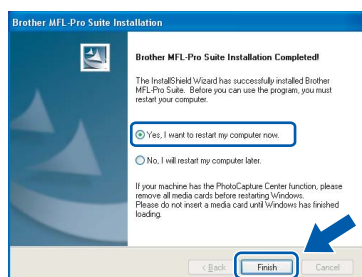 Brother MFL-Pro Suite Installation
Brother MFL-Pro Suite Installation Completed!
The InstallShield Wizard has successfully installed Brother
MFL-Pro Suite. Before you can use the program, you must
restart your computer.
Yes, I want to restart my computer now.
No, I will restart my computer later.
If your machine has the PhotoCapture Center function, please
remove all media cards before restarting Windows.
Please do not insert a media card until Windows has finished
loading.
< Back Finish Cancel